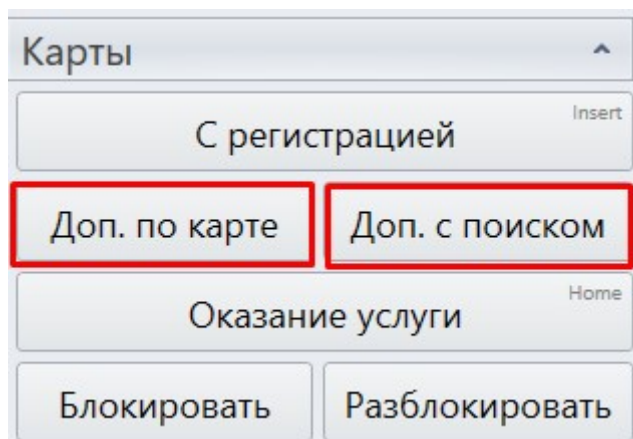 Карты
С регистрацией Insert
Доп. по карте Доп. с поиском
Оказание услуги Home
Блокировать Разблокировать